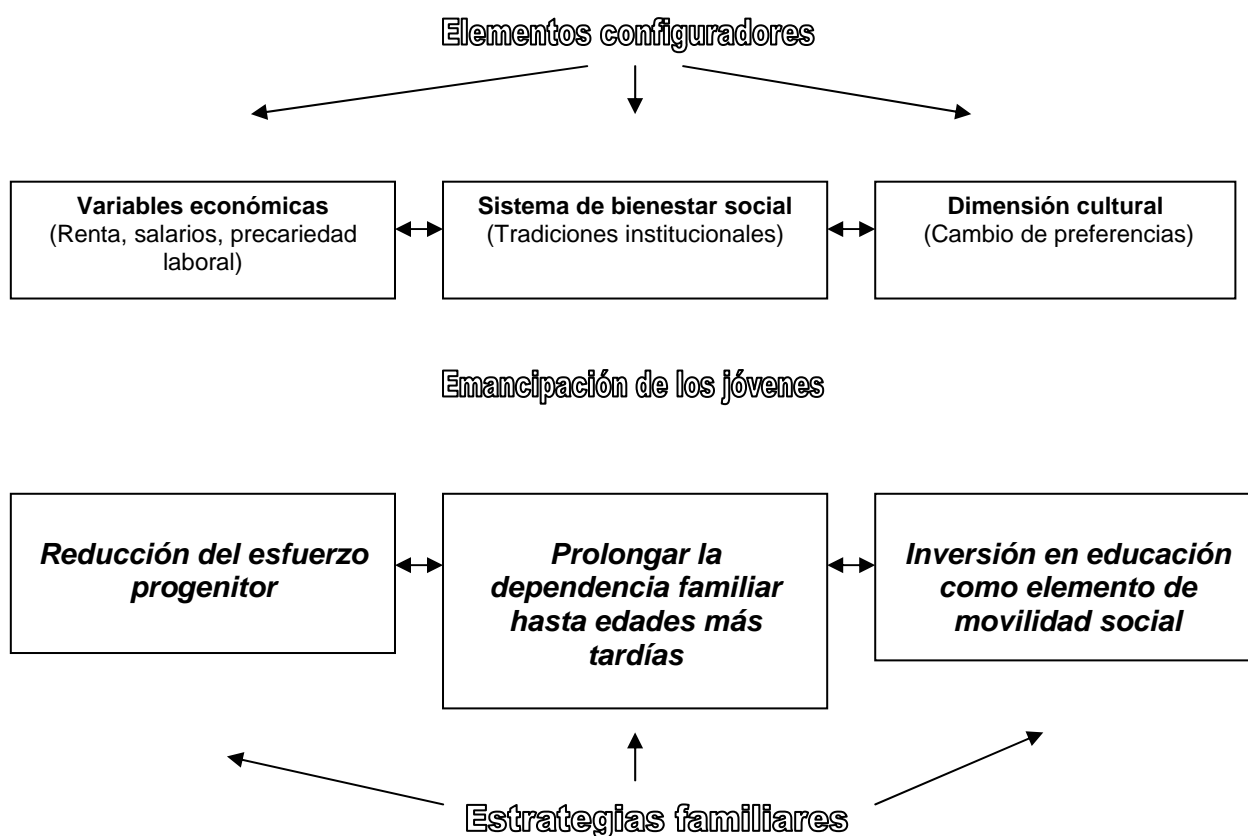 Elementos configuradores
Variables económicas
(Renta, salarios, precariedad
laboral)
Sistema de bienestar social
(Tradiciones institucionales)
Dimensión cultural
(Cambio de preferencias)
Emancipación de los jóvenes
Reducción del esfuerzo
progenitor
Prolongar la
dependencia familiar
hasta edades más
tardías
Inversión en educación
como elemento de
movilidad social
Estrategias familiares